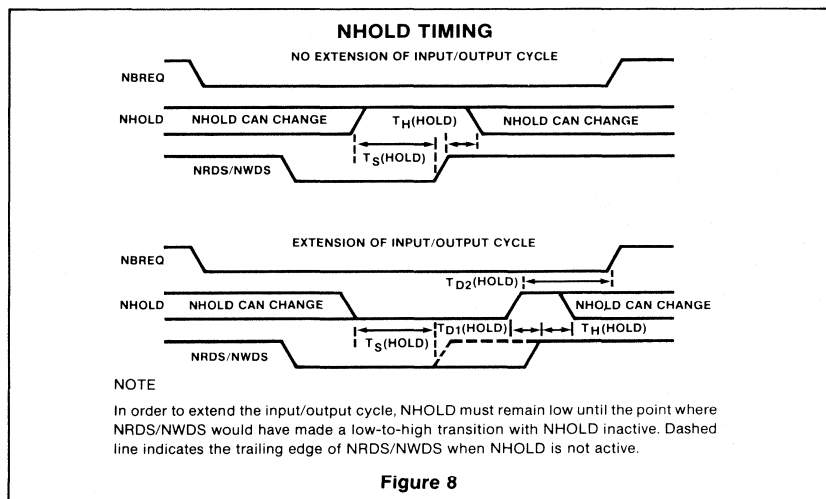 NHOLD TIMING
NO EXTENSION OF INPUT/OUTPUT CYCLE
NBREQ
NHOLD
NHOLD CAN CHANGE
TH(HOLD)
NHOLD CAN CHANGE
TS(HOLD)
NRDS/NWDS
EXTENSION OF INPUT/OUTPUT CYCLE
NBREQ
TD2(HOLD)
NHOLD
NHOLD CAN CHANGE
NHOLD CAN CHANGE
TD1(HOLD)
TH(HOLD)
TS(HOLD)
NRDS/NWDS
NOTE
In order to extend the input/output cycle, NHOLD must remain low until the point where
NRDS/NWDS would have made a low-to-high transition with NHOLD inactive. Dashed
line indicates the trailing edge of NRDS/NWDS when NHOLD is not active.
Figure 8